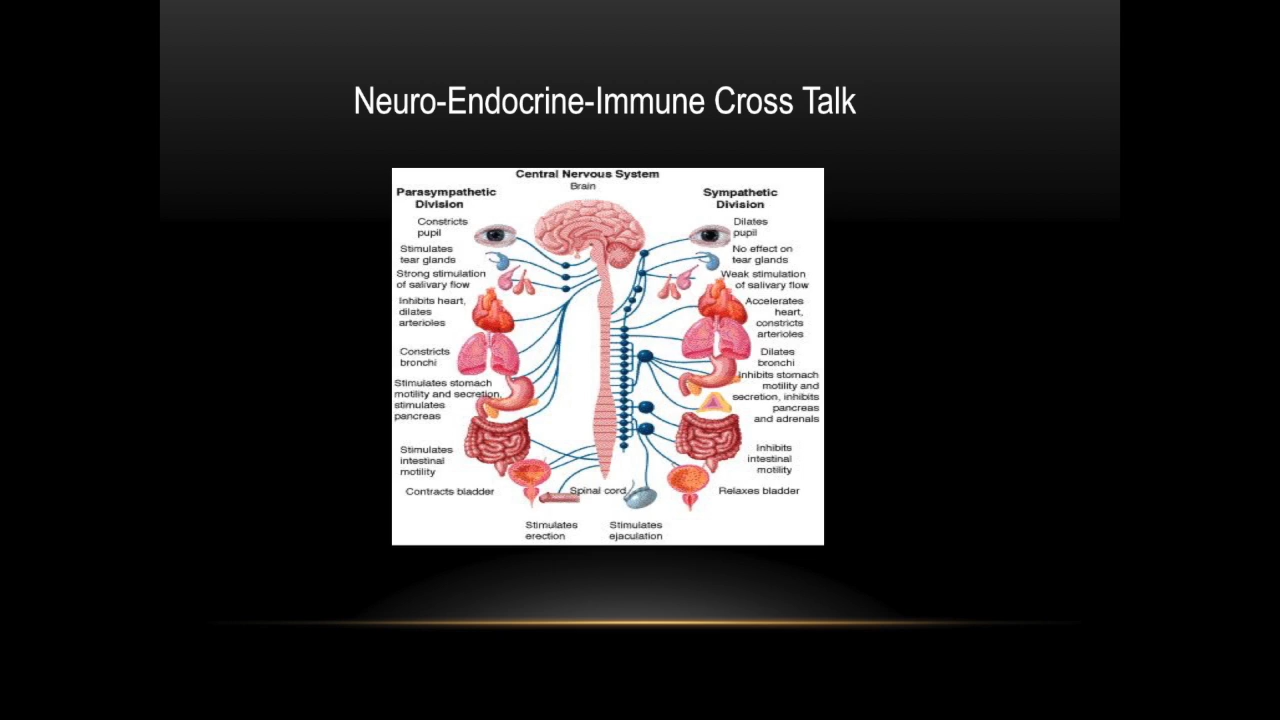 Neuro-Endocrine-Immune Cross Talk
Central Nervous System
Brain
Parasympathetic
Division
Constricts
pupil
Stimulates
tear glands
Strong stimulation
of salivary flow
Inhibits heart,
dilates
arterioles
Constricts
bronchi
Stimulates stomach
motility and secretion,
stimulates
pancreas
Stimulates
intestinal
motility
Contracts bladder
Spinal cord
Stimulates
erection
Stimulates
ejaculation
Sympathetic
Division
Dilates
pupil
No effect on
tear glands
Weak stimulation
of salivary flow
Accelerates
heart,
constricts
arterioles
Dilates
bronchi
Inhibits stomach
motility and
secretion, inhibits
pancreas
and adrenals
Inhibits
intestinal
motility
Relaxes bladder